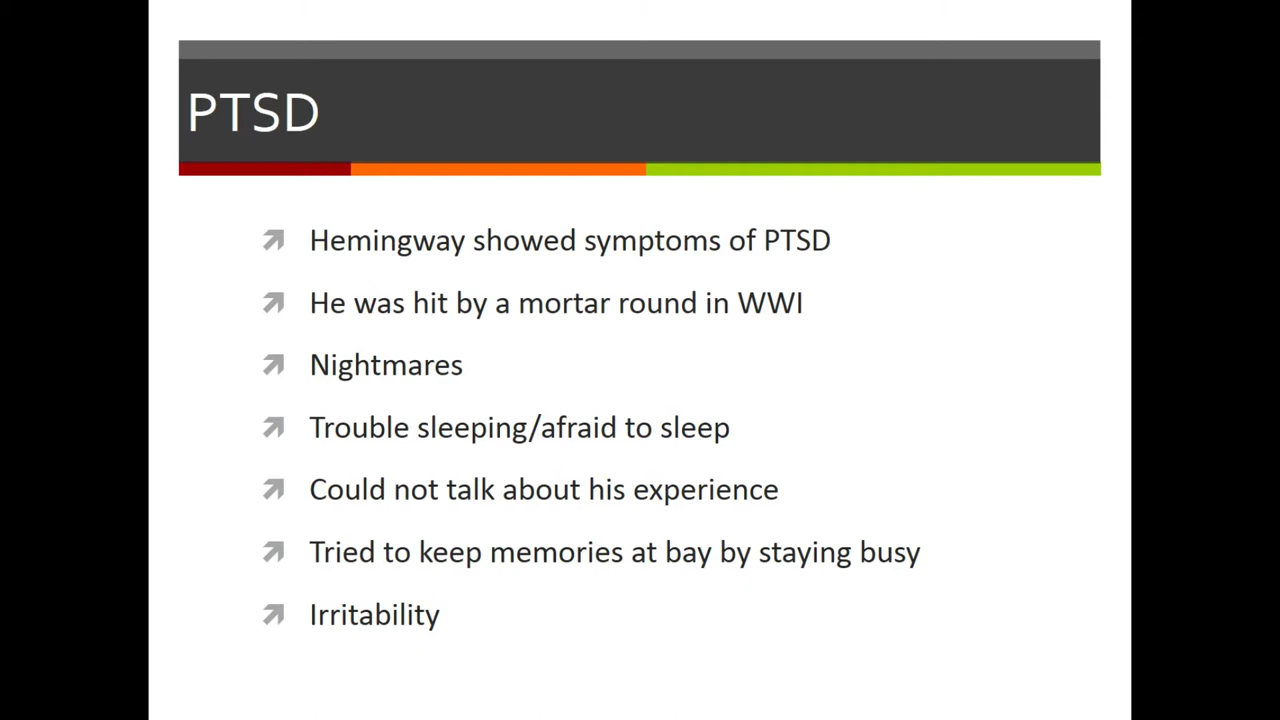 PTSD
Hemingway showed symptoms of PTSD
He was hit by a mortar round in WWI
Nightmares
Trouble sleeping/afraid to sleep
Could not talk about his experience
Tried to keep memories at bay by staying busy
Irritability